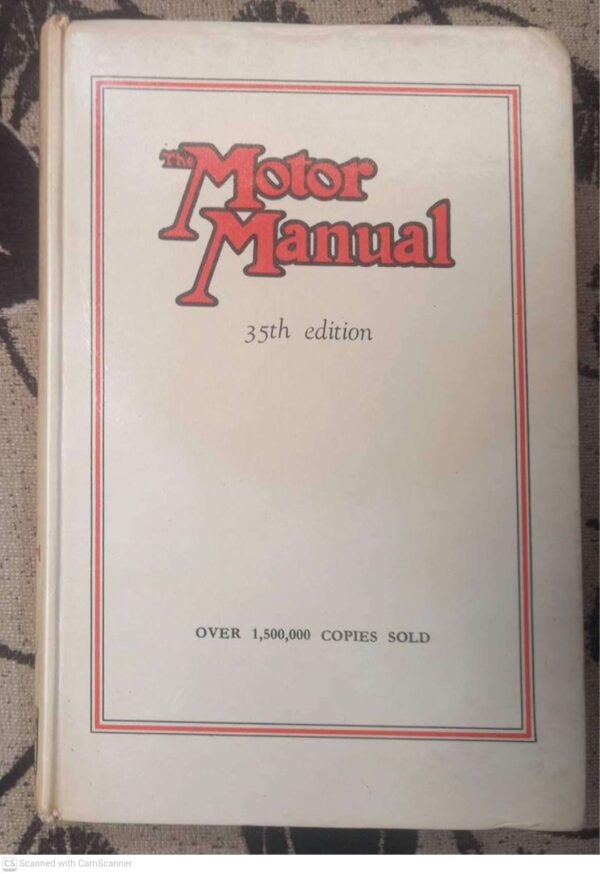 The Motor
Manual
35th edition
OVER 1,500,000 COPIES SOLD
CS Scanned with CamScanner